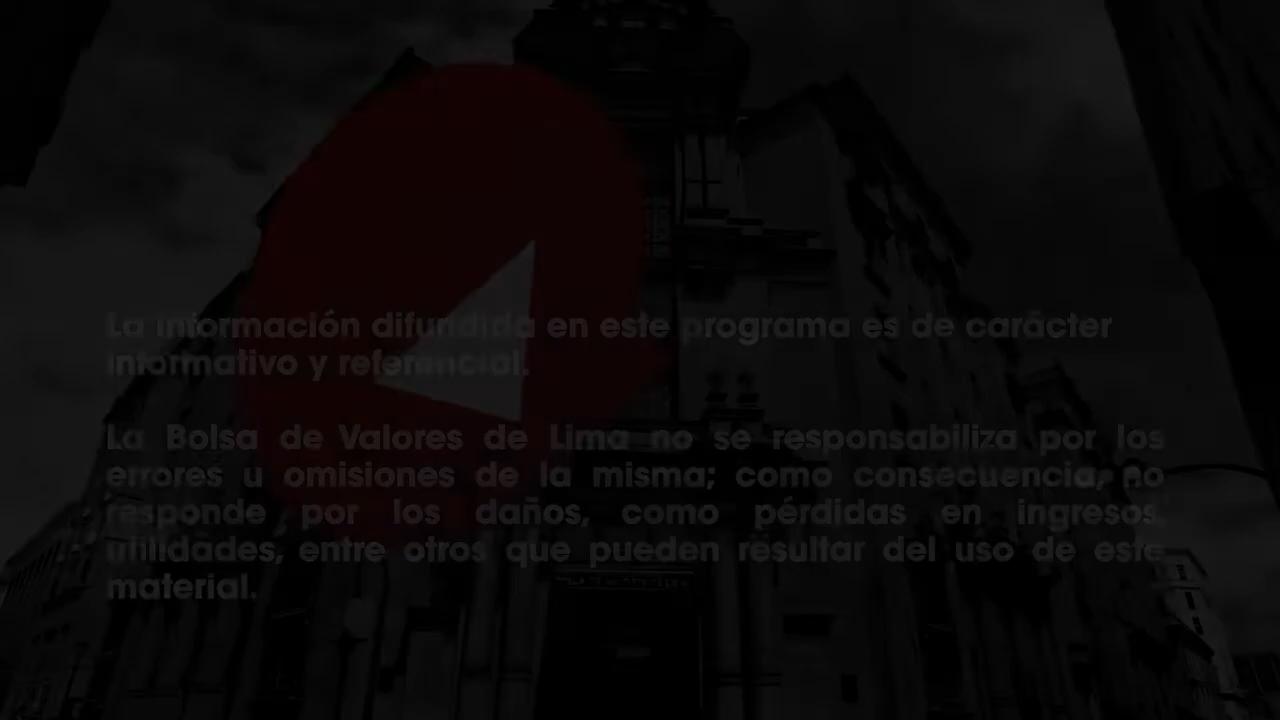 La información difundida en este programa es de carácter
informativo y referencial.
La Bolsa de Valores de Lima no se responsabiliza por los
errores u omisiones de la misma; como consecuencia, no
responde por los daños, como pérdidas en ingresos,
utilidades, entre otros que pueden resultar del uso de este
material.